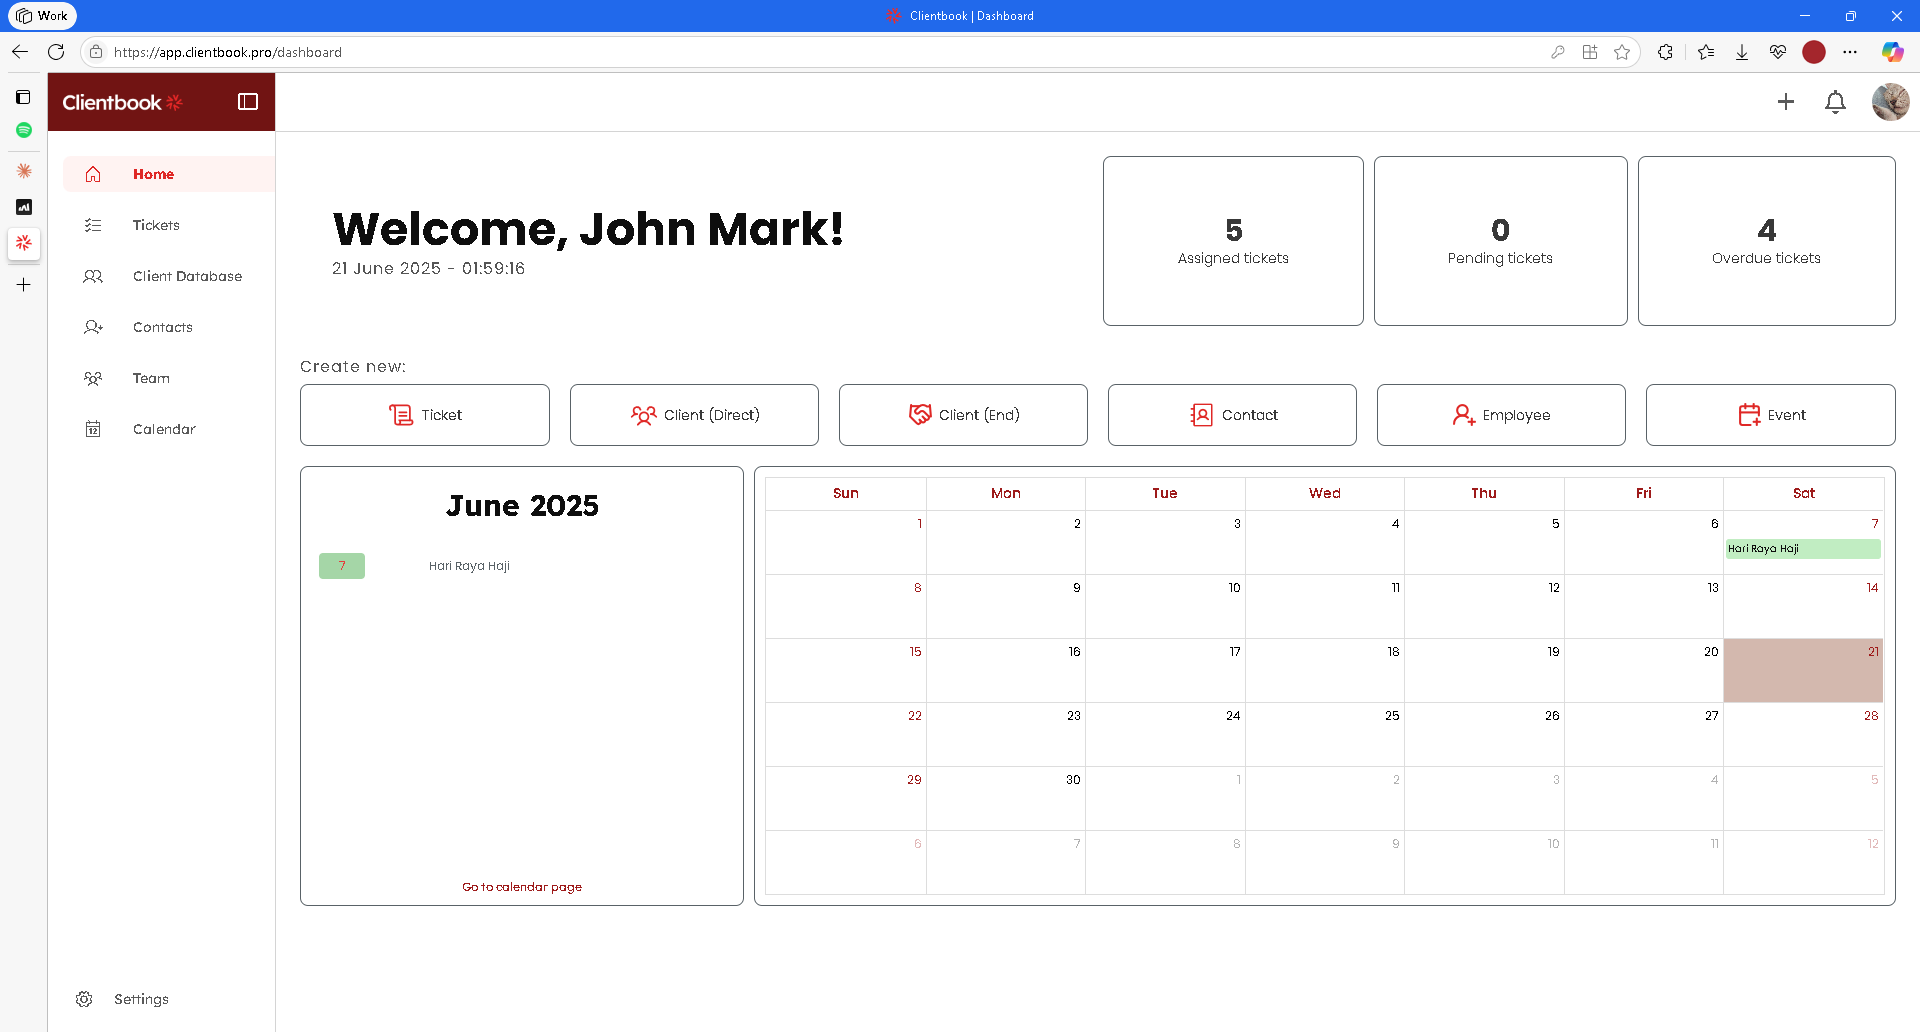 Work
Clientbook | Dashboard
https://app.clientbook.pro/dashboard
Clientbook
Home
Tickets
Client Database
Contacts
Team
Calendar
Settings
Welcome, John Mark!
21 June 2025 - 01:59:16
5
Assigned tickets
0
Pending tickets
4
Overdue tickets
Create new:
Ticket
Client (Direct)
Client (End)
Contact
Employee
Event
June 2025
7 Hari Raya Haji
Go to calendar page
Sun Mon Tue Wed Thu Fri Sat
1 2 3 4 5 6 7
Hari Raya Haji
8 9 10 11 12 13 14
15 16 17 18 19 20 21
22 23 24 25 26 27 28
29 30 1 2 3 4 5
6 7 8 9 10 11 12